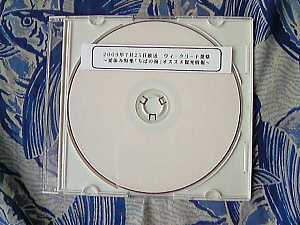 2009年7月25日放送 ウィークリー千葉県
～夏休み特集「ちばの海」オススメ観光情報～